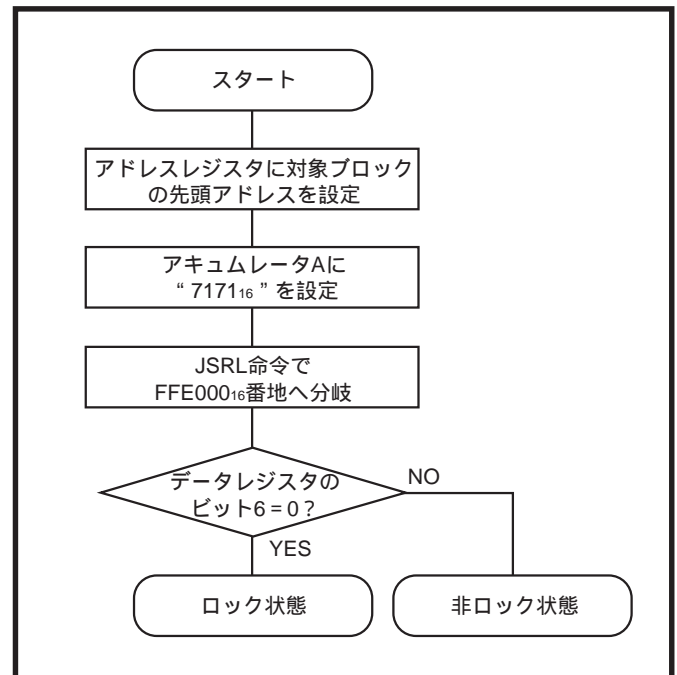 スタート
アドレスレジスタに対象ブロック
の先頭アドレスを設定
アキュムレータAに
“ 7171₁₆ ” を設定
JSRL命令で
FFE000₁₆番地へ分岐
データレジスタの
ビット6 = 0 ?
NO
YES
ロック状態
非ロック状態